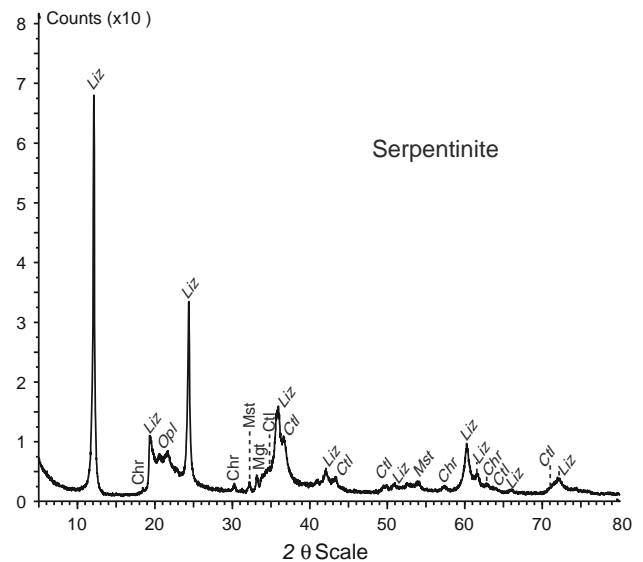 Counts (x10 )
8
7
6
5
4
3
2
1
0
Serpentinite
Liz
Chr
Liz
Opl
Liz
Chr
Mst
Mgt
Ctl
Liz
Ctl
Liz
Ctl
Ctl
Liz
Mst
Chr
Liz
Liz
Chr
Ctl
Liz
Ctl
Liz
10 20 30 40 50 60 70 80
2 θ Scale